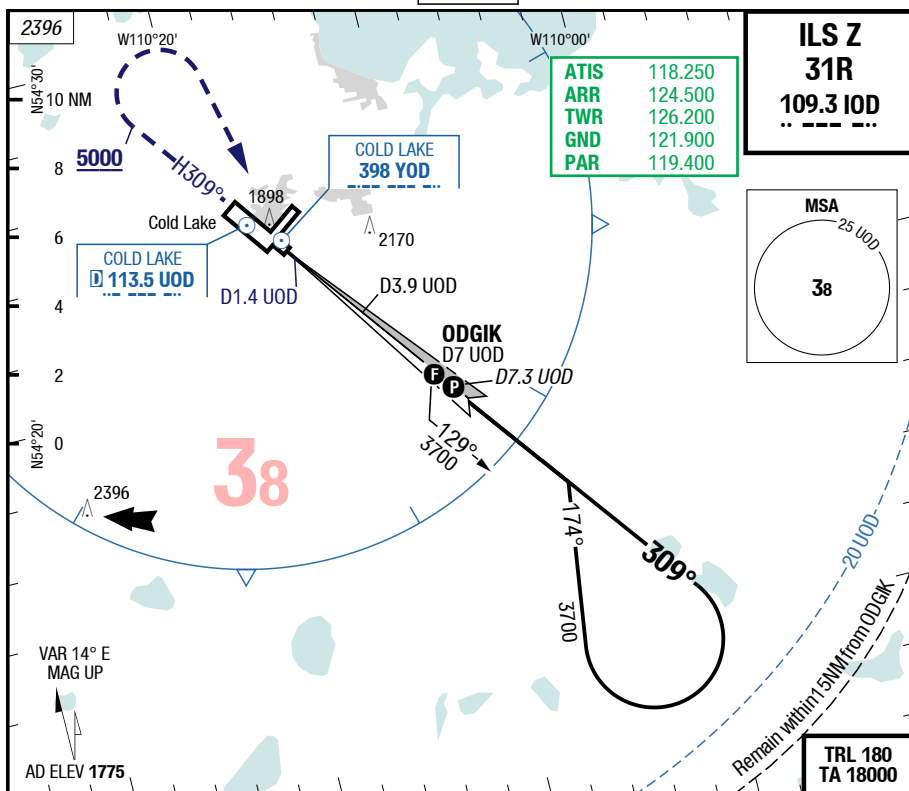 2396
W110°20'
W110°00'
ILS Z
31R
109.3 IOD
ATIS 118.250
ARR 124.500
TWR 126.200
GND 121.900
PAR 119.400
N54°30'
10 NM
8
6
4
2
0
N54°20'
5000
H309°
COLD LAKE
398 YOD
1898
Cold Lake
2170
COLD LAKE
D 113.5 UOD
D1.4 UOD
D3.9 UOD
MSA
25 UOD
38
ODGIK
D7 UOD
D7.3 UOD
F
P
129°
3700
38
2396
174°
3700
309°
20 UOD
Remain within 15NM from ODGIK
VAR 14° E
MAG UP
AD ELEV 1775
TRL 180
TA 18000